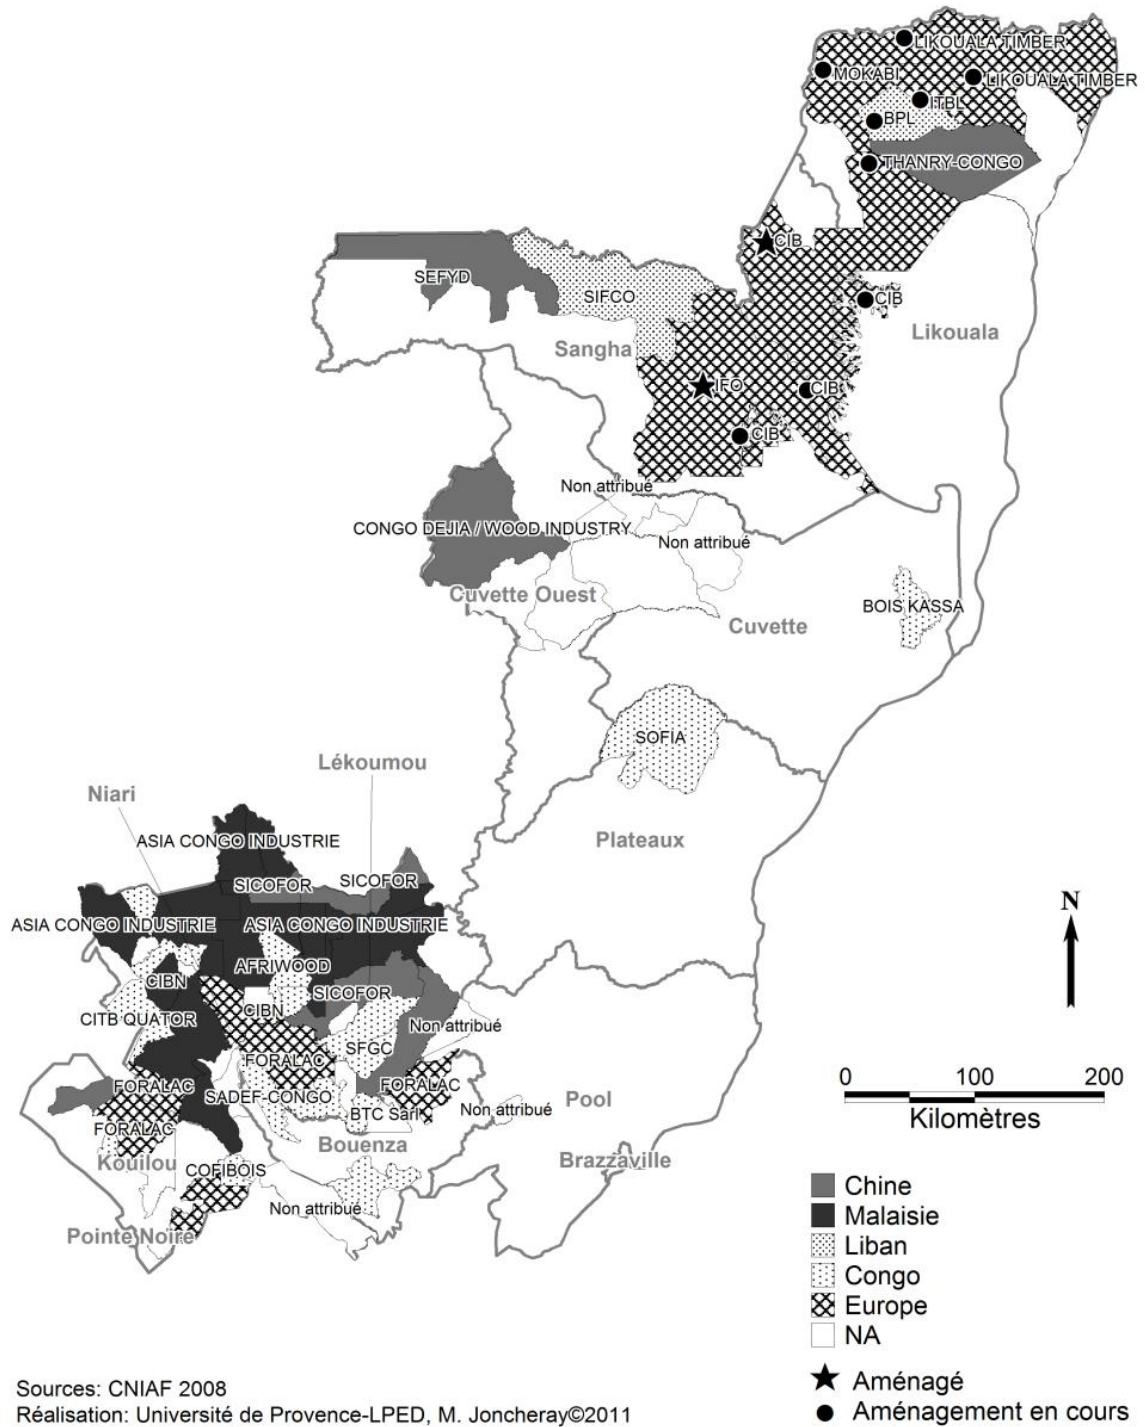 LIKOUALA TIMBER
MOKABI
LIKOUALA TIMBER
ITBL
BPL
THANRY-CONGO
CIB
SEFYD
SIFCO
CIB
Likouala
Sangha
IFO
CIB
CIB
Non attribué
CONGO DEJIA / WOOD INDUSTRY
Non attribué
Cuvette Ouest
BOIS KASSA
Cuvette
SOFIA
Lékoumou
Niari
ASIA CONGO INDUSTRIE
Plateaux
SICOFOR
SICOFOR
ASIA CONGO INDUSTRIE
ASIA CONGO INDUSTRIE
AFRIWOOD
CIBN
SICOFOR
CIBN
CITB QUATOR
Non attribué
SFGC
FORALAC
FORALAC
FORALAC
SADEF-CONGO
BTC Sarl
Non attribué
Pool
FORALAC
Bouenza
Kouilou
COFIBOIS
Brazzaville
Non attribué
Pointe Noire
N
0 100 200
Kilomètres
Chine
Malaisie
Liban
Congo
Europe
NA
Aménagé
Aménagement en cours
Sources: CNIAF 2008
Réalisation: Université de Provence-LPED, M. Joncheray©2011